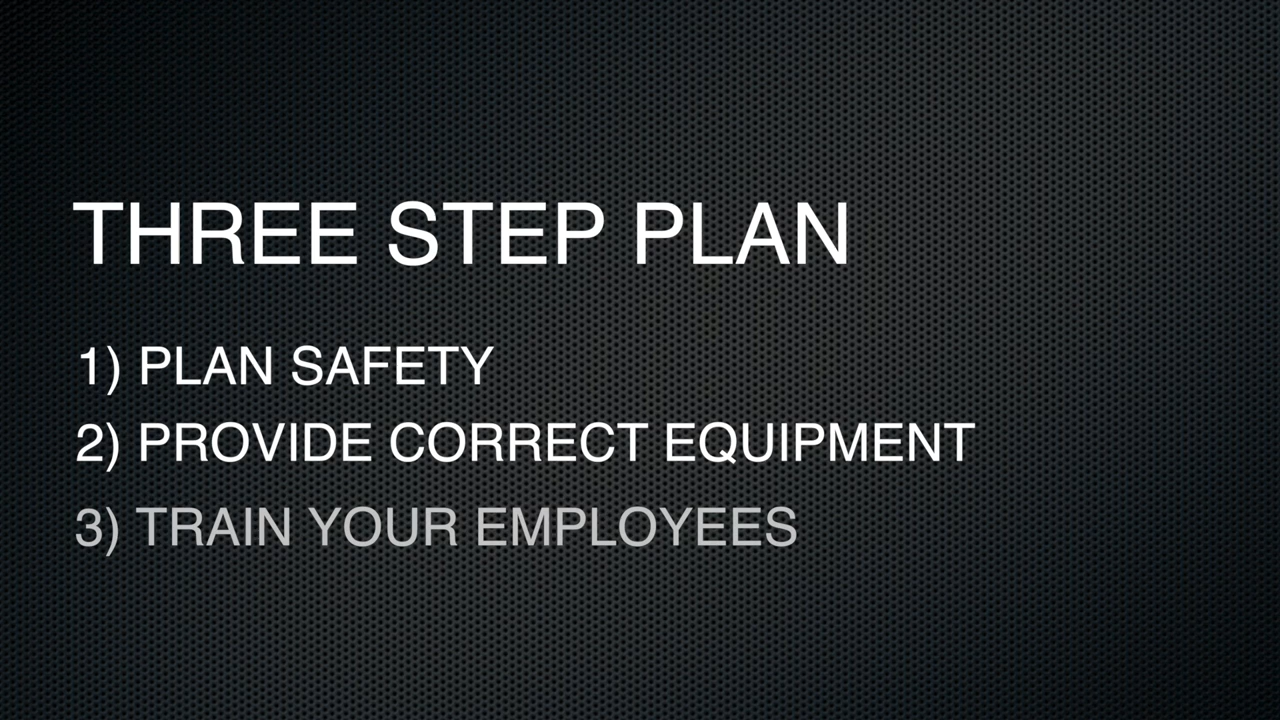 THREE STEP PLAN
1) PLAN SAFETY
2) PROVIDE CORRECT EQUIPMENT
3) TRAIN YOUR EMPLOYEES